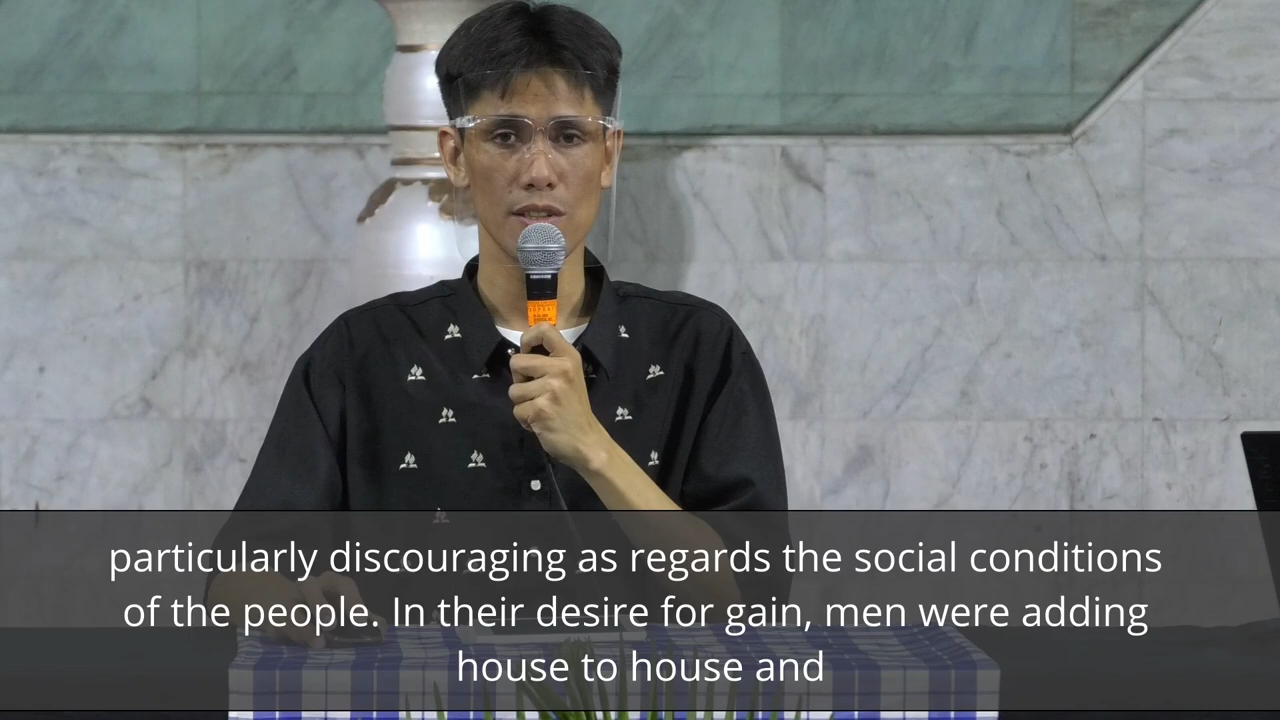 particularly discouraging as regards the social conditions
of the people. In their desire for gain, men were adding
house to house and